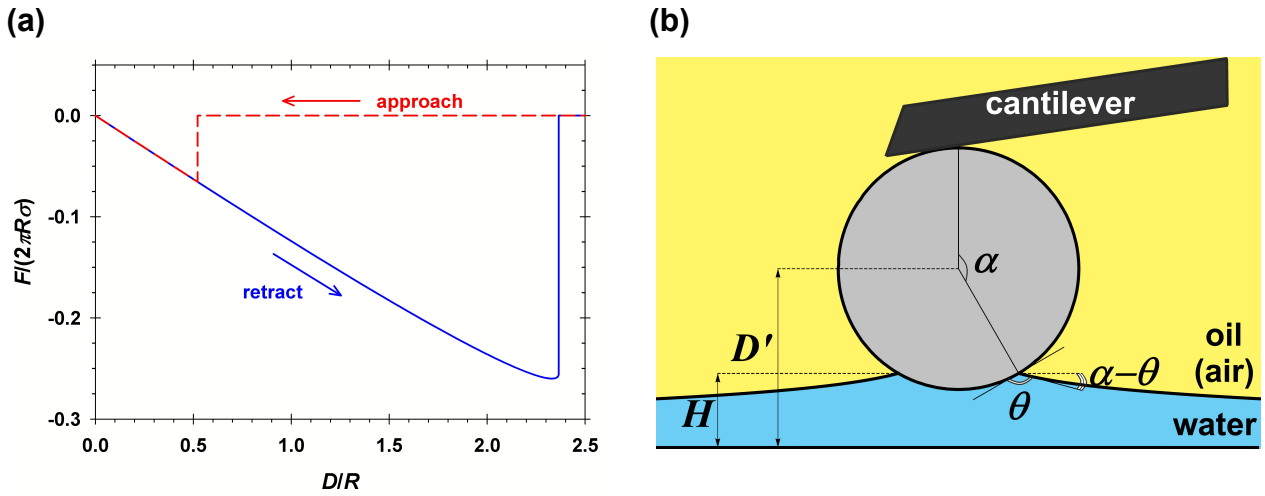 (a)
0.0
-0.1
-0.2
-0.3
F/(2πRσ)
approach
retract
0.0 0.5 1.0 1.5 2.0 2.5
D/R
(b)
cantilever
α
D′
H
θ
α−θ
oil
(air)
water